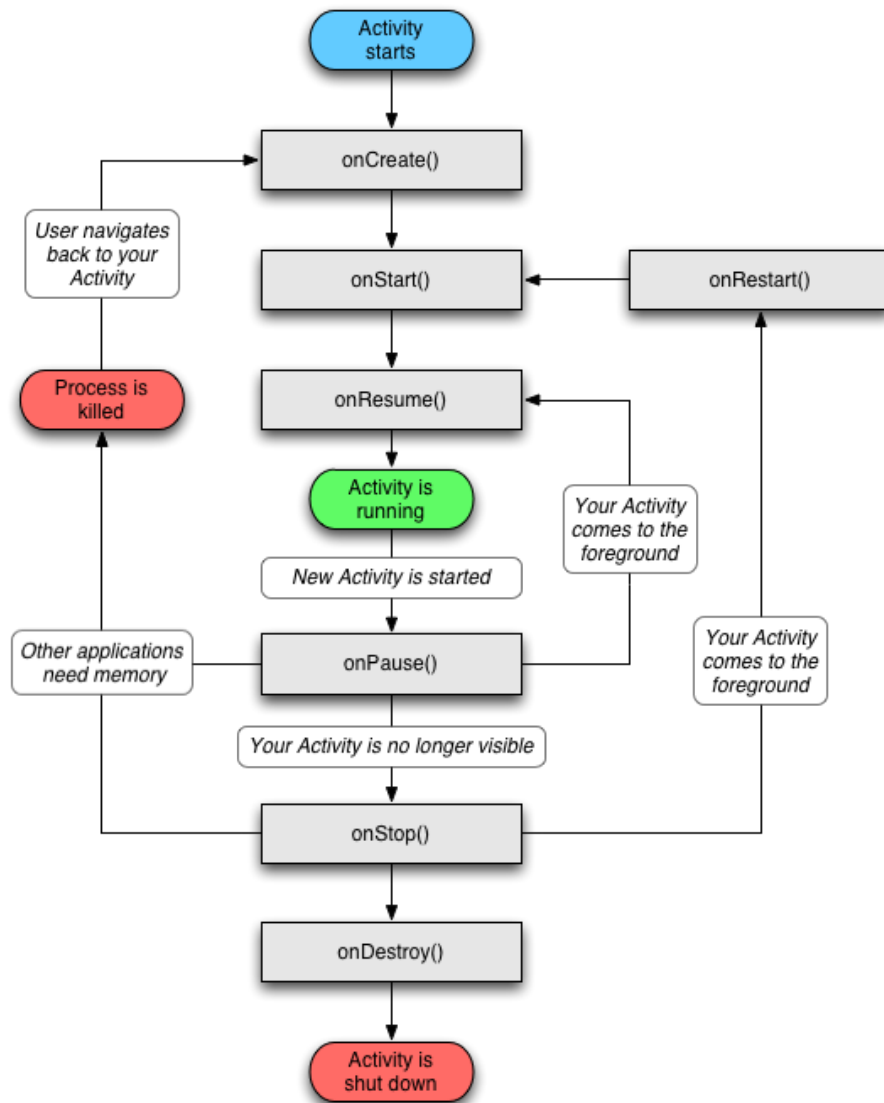 Activity
starts
onCreate()
User navigates
back to your
Activity
onStart()
onRestart()
Process is
killed
onResume()
Activity is
running
Your Activity
comes to the
foreground
New Activity is started
Other applications
need memory
onPause()
Your Activity
comes to the
foreground
Your Activity is no longer visible
onStop()
onDestroy()
Activity is
shut down